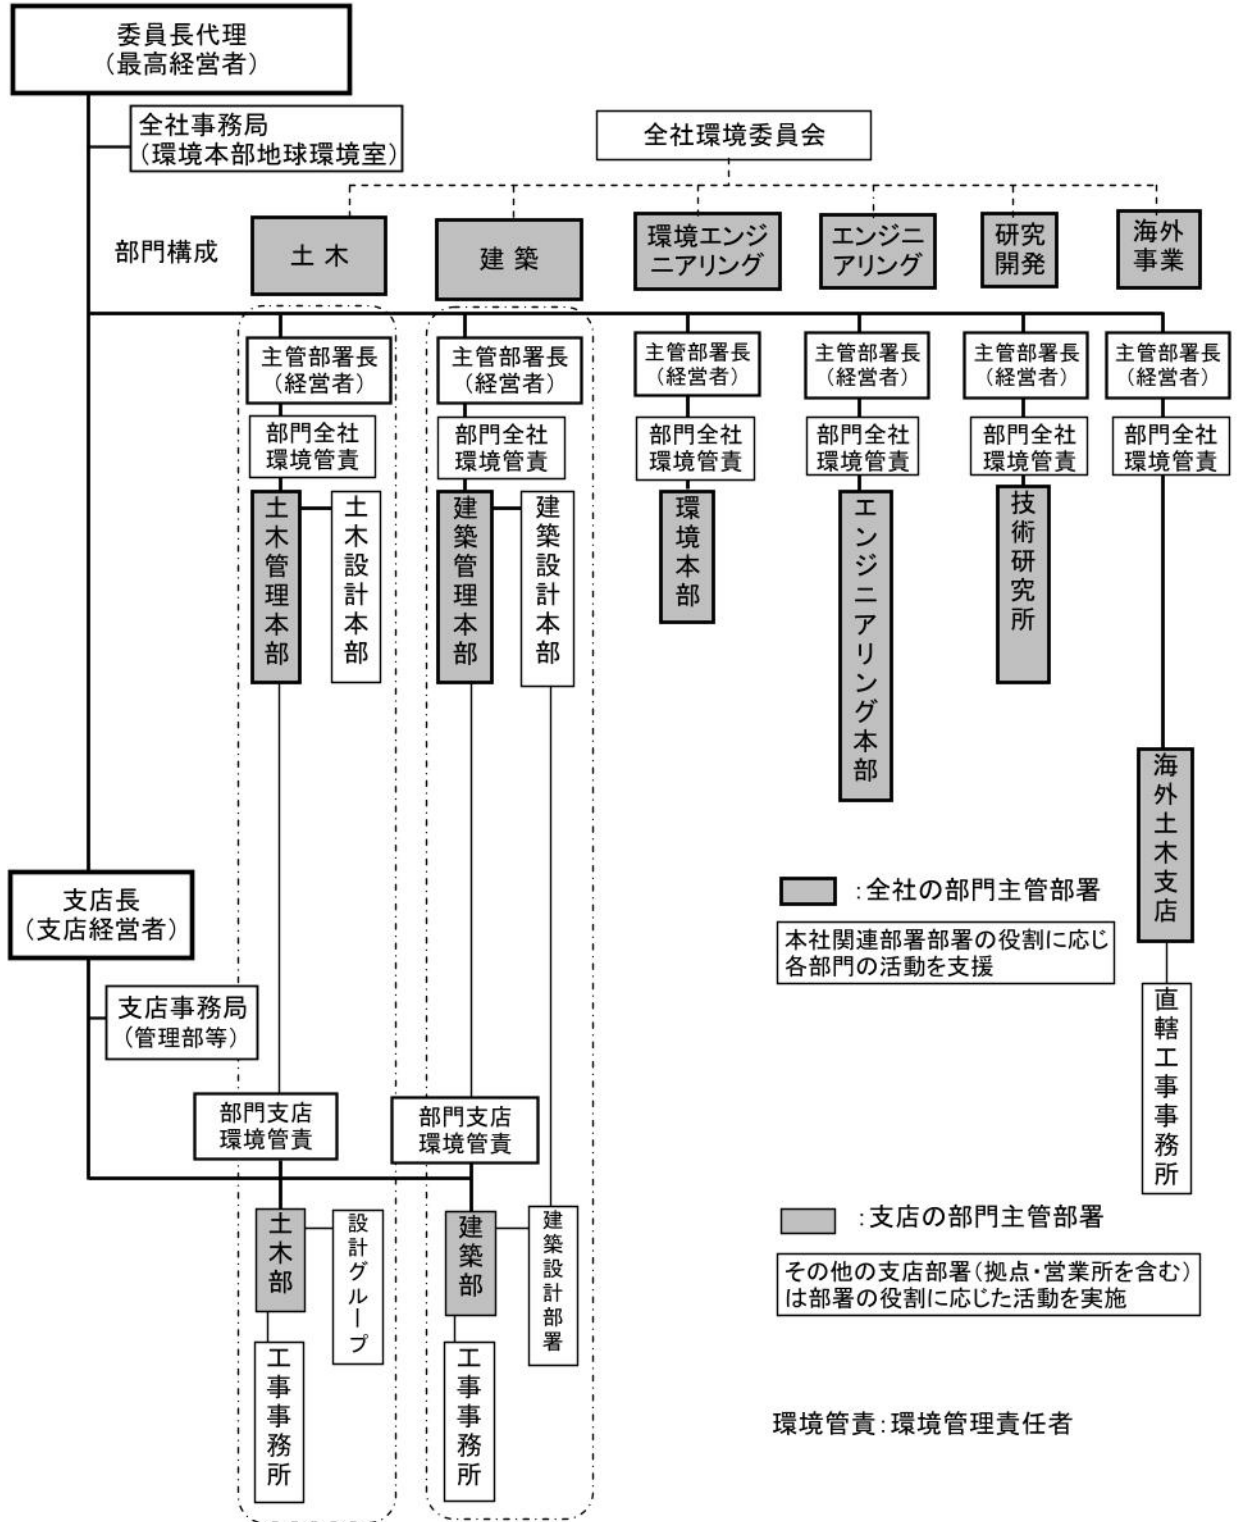 委員長代理
（最高経営者）
全社事務局
（環境本部地球環境室）
全社環境委員会
部門構成
土木
建築
環境エンジ
ニアリング
エンジニ
アリング
研究
開発
海外
事業
主管部署長
（経営者）
主管部署長
（経営者）
主管部署長
（経営者）
主管部署長
（経営者）
主管部署長
（経営者）
主管部署長
（経営者）
部門全社
環境管責
部門全社
環境管責
部門全社
環境管責
部門全社
環境管責
部門全社
環境管責
部門全社
環境管責
土木管理本部
土木設計本部
建築管理本部
建築設計本部
環境本部
エンジニアリング本部
技術研究所
海外土木支店
直轄工事事務所
支店長
（支店経営者）
支店事務局
（管理部等）
：全社の部門主管部署
本社関連部署部署の役割に応じ
各部門の活動を支援
部門支店
環境管責
部門支店
環境管責
土木部
設計グループ
建築部
建築設計部署
工事事務所
工事事務所
：支店の部門主管部署
その他の支店部署（拠点・営業所を含む）
は部署の役割に応じた活動を実施
環境管責：環境管理責任者